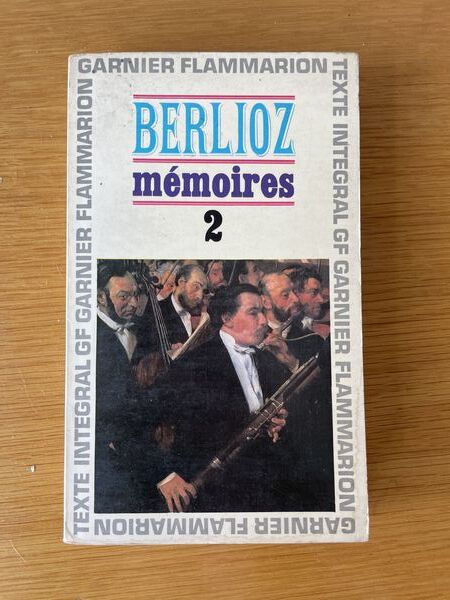 GARNIER FLAMMARION
TEXTE INTEGRAL GF GARNIER FLAMMARION
BERLIOZ
mémoires
2
TEXTE INTEGRAL GF GARNIER FLAMMARION
GARNIER FLAMMARION